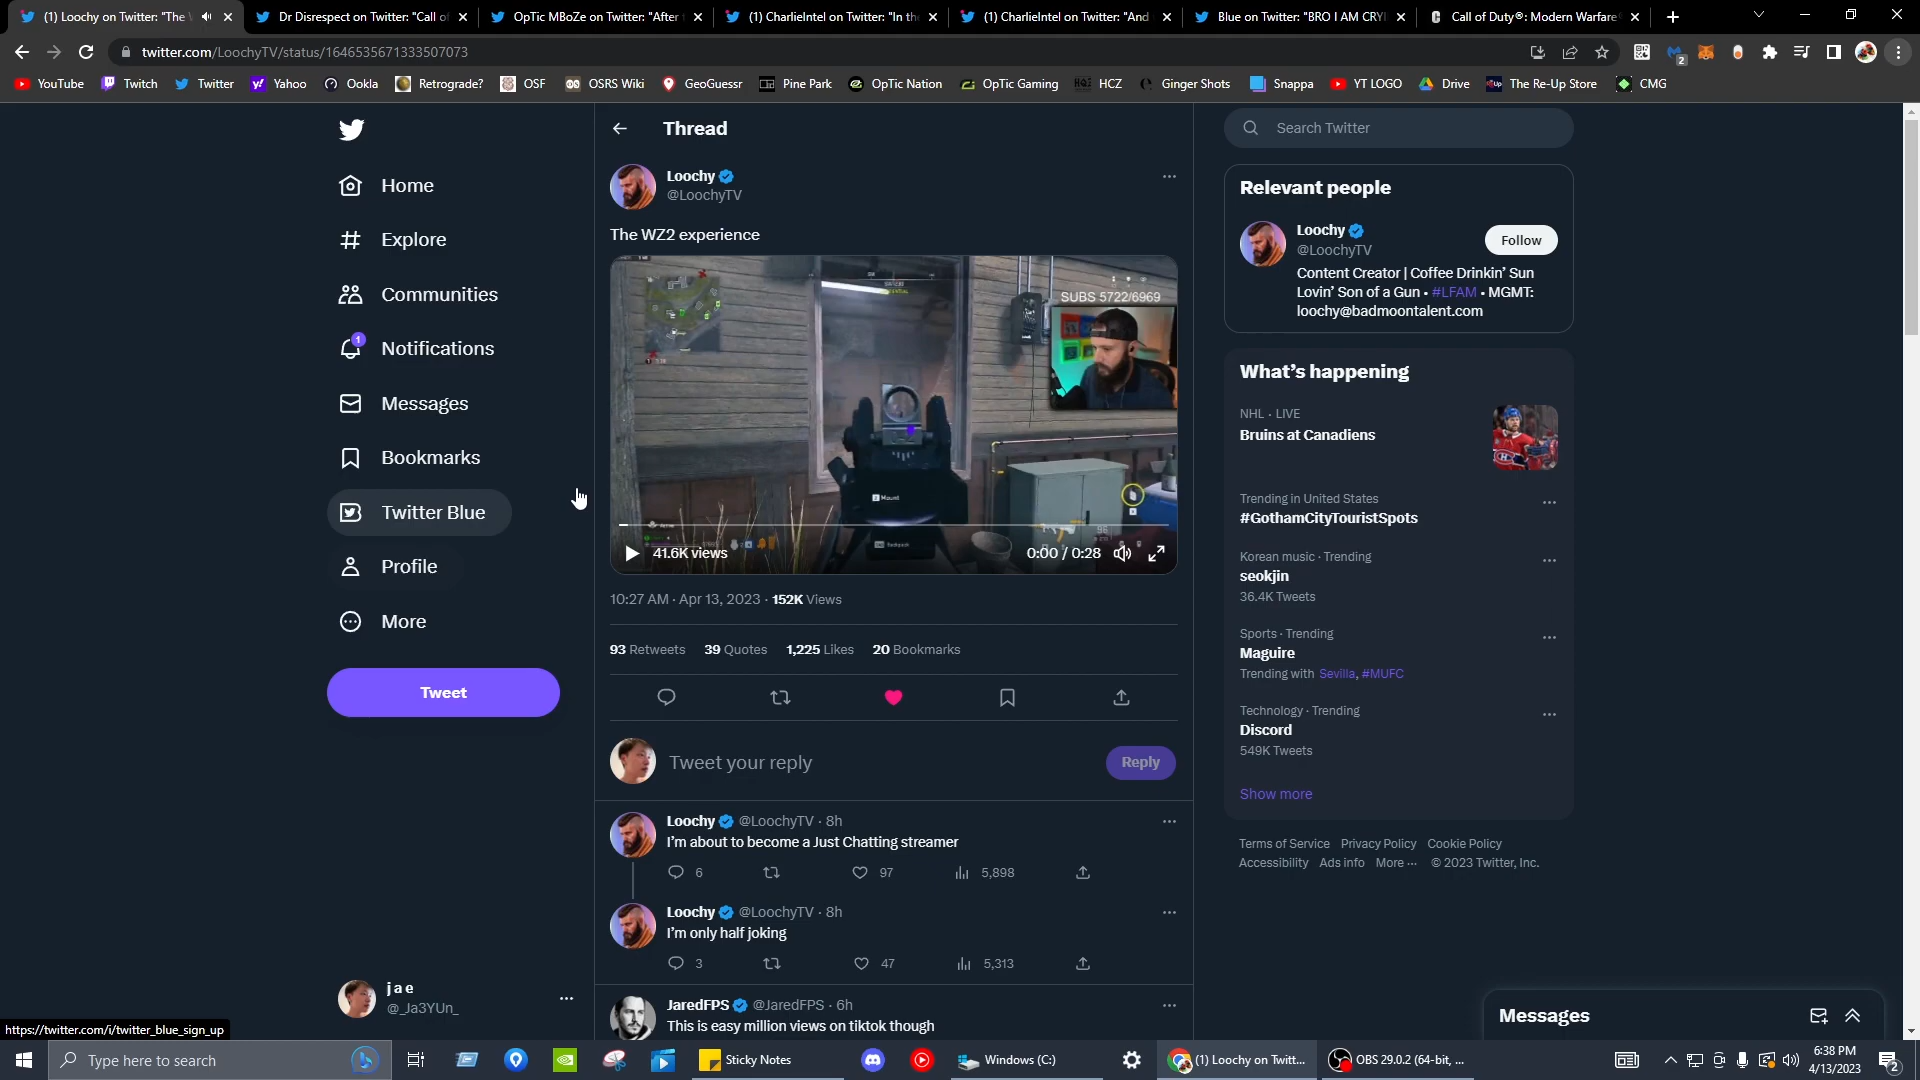 (1) Loochy on Twitter: "The V
Dr Disrespect on Twitter: "Call of
OpTic MBoZe on Twitter: "After
(1) CharlieIntel on Twitter: "In the
(1) CharlieIntel on Twitter: "And
Blue on Twitter: "BRO I AM CRYI
Call of Duty®: Modern Warfare
twitter.com/LoochyTV/status/1646535671333507073
2
YouTube
Twitch
Twitter
Yahoo
Ookla
Retrograde?
OSF
OSRS Wiki
GeoGuessr
Pine Park
OpTic Nation
OpTic Gaming
HCZ
Ginger Shots
Snappa
YT LOGO
Drive
The Re-Up Store
CMG
Home
Explore
Communities
1
Notifications
Messages
Bookmarks
Twitter Blue
Profile
More
Tweet
j a e
@_Ja3YUn_
https://twitter.com/i/twitter_blue_sign_up
Thread
Loochy
@LoochyTV
The WZ2 experience
SUBS 5722/6969
Mount
Backpack
96
41.6K views
0:00 / 0:28
10:27 AM · Apr 13, 2023 · 152K Views
93 Retweets 39 Quotes 1,225 Likes 20 Bookmarks
Tweet your reply
Reply
Loochy @LoochyTV · 8h
I'm about to become a Just Chatting streamer
6 97 5,898
Loochy @LoochyTV · 8h
I'm only half joking
3 47 5,313
JaredFPS @JaredFPS · 6h
This is easy million views on tiktok though
Search Twitter
Relevant people
Loochy
@LoochyTV
Follow
Content Creator | Coffee Drinkin' Sun
Lovin' Son of a Gun • #LFAM • MGMT:
loochy@badmoontalent.com
What's happening
NHL · LIVE
Bruins at Canadiens
Trending in United States
#GothamCityTouristSpots
Korean music · Trending
seokjin
36.4K Tweets
Sports · Trending
Maguire
Trending with Sevilla, #MUFC
Technology · Trending
Discord
549K Tweets
Show more
Terms of Service Privacy Policy Cookie Policy
Accessibility Ads info More ··· © 2023 Twitter, Inc.
Messages
Type here to search
Sticky Notes
Windows (C:)
(1) Loochy on Twitt...
OBS 29.0.2 (64-bit, ...
6:38 PM
4/13/2023
2